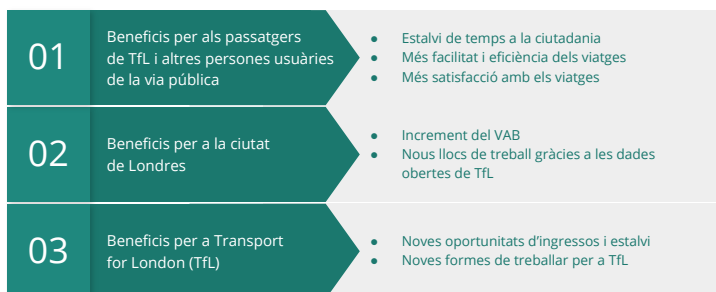 01
Beneficis per als passatgers
de TfL i altres persones usuàries
de la via pública
● Estalvi de temps a la ciutadania
● Més facilitat i eficiència dels viatges
● Més satisfacció amb els viatges
02
Beneficis per a la ciutat
de Londres
● Increment del VAB
● Nous llocs de treball gràcies a les dades
obertes de TfL
03
Beneficis per a Transport
for London (TfL)
● Noves oportunitats d’ingressos i estalvi
● Noves formes de treballar per a TfL